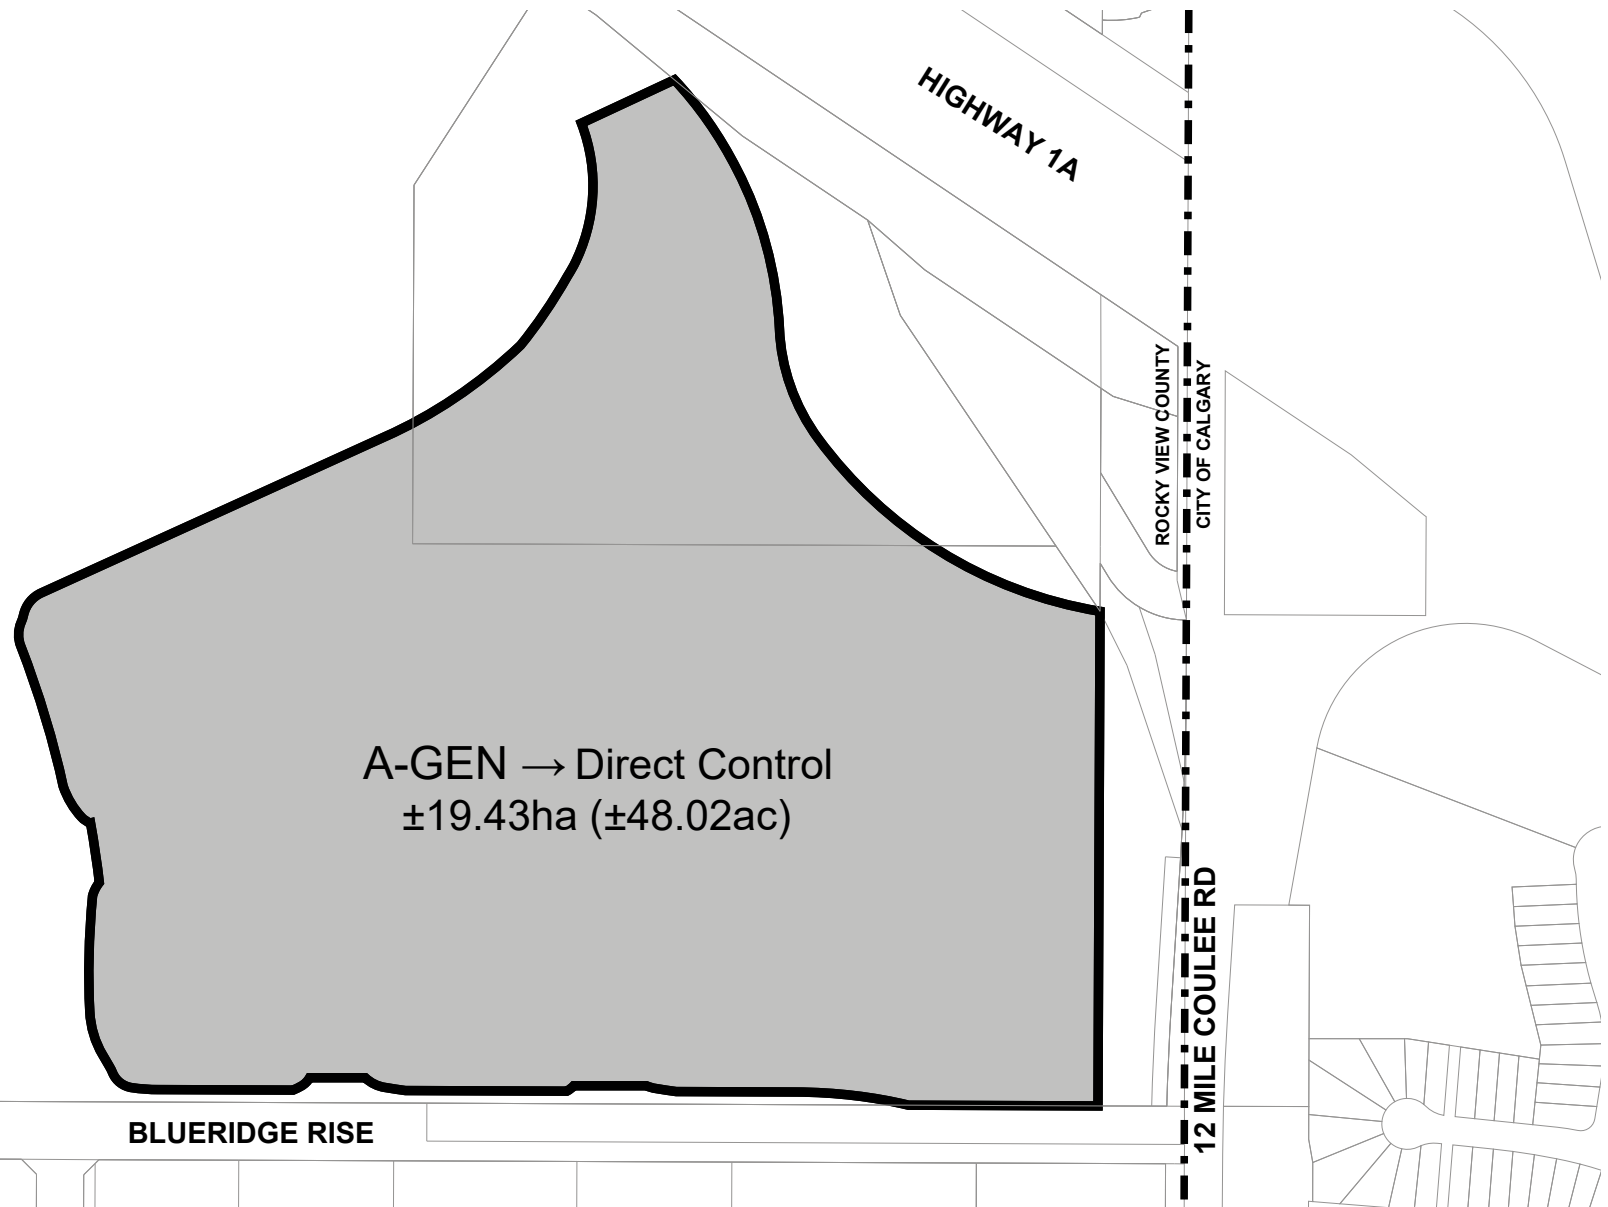 HIGHWAY 1A
ROCKY VIEW COUNTY
CITY OF CALGARY
A-GEN → Direct Control
±19.43ha (±48.02ac)
12 MILE COULEE RD
BLUERIDGE RISE